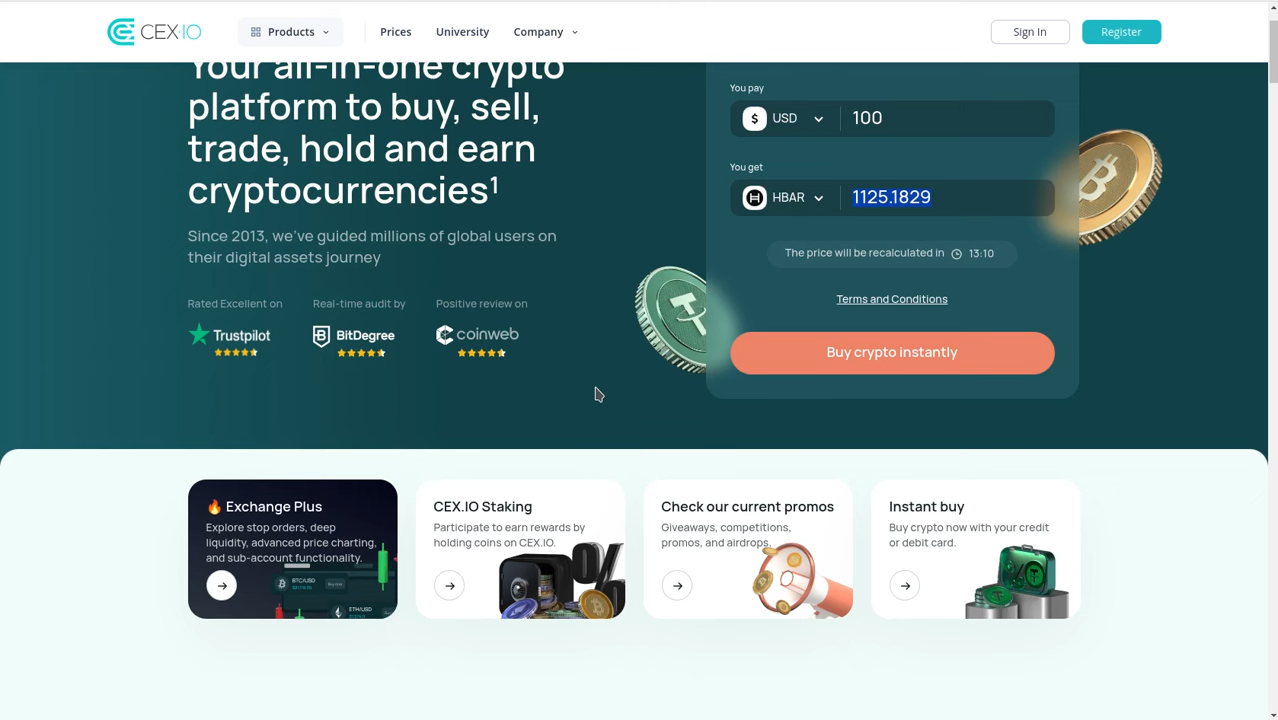 CEX.IO
Products
Prices
University
Company
Sign In
Register
Your all-in-one crypto
platform to buy, sell,
trade, hold and earn
cryptocurrencies¹
Since 2013, we've guided millions of global users on
their digital assets journey
Rated Excellent on
Trustpilot
Real-time audit by
BitDegree
Positive review on
coinweb
You pay
$ USD 100
You get
HBAR 1125.1829
The price will be recalculated in 13:10
Terms and Conditions
Buy crypto instantly
🔥 Exchange Plus
Explore stop orders, deep
liquidity, advanced price charting,
and sub-account functionality.
BTC/USD
ETH/USD
CEX.IO Staking
Participate to earn rewards by
holding coins on CEX.IO.
Check our current promos
Giveaways, competitions,
promos, and airdrops.
Instant buy
Buy crypto now with your credit
or debit card.